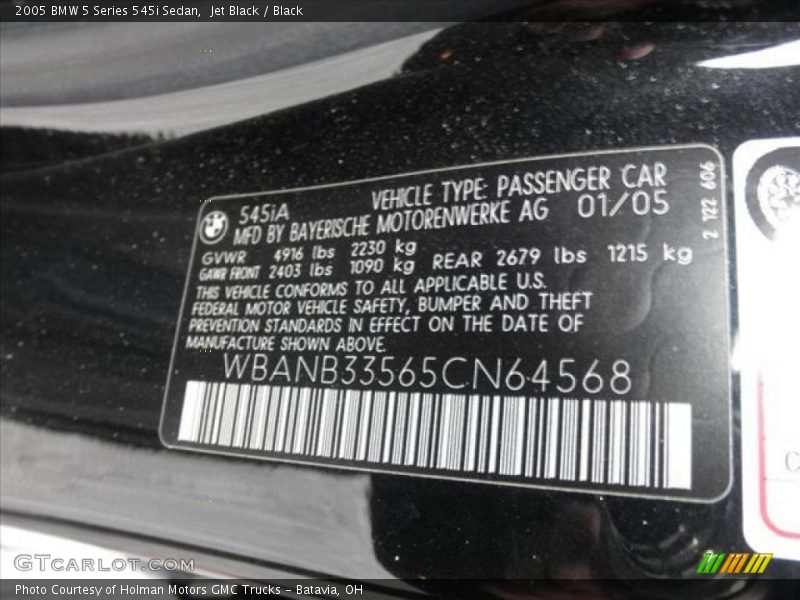 2005 BMW 5 Series 545i Sedan, Jet Black / Black
545iA VEHICLE TYPE: PASSENGER CAR
MFD BY BAYERISCHE MOTORENWERKE AG 01/05
GVWR 4916 lbs 2230 kg
GAWR FRONT 2403 lbs 1090 kg REAR 2679 lbs 1215 kg
THIS VEHICLE CONFORMS TO ALL APPLICABLE U.S.
FEDERAL MOTOR VEHICLE SAFETY, BUMPER AND THEFT
PREVENTION STANDARDS IN EFFECT ON THE DATE OF
MANUFACTURE SHOWN ABOVE.
WBANB33565CN64568
2 122 606
GTCarLot.com
Photo Courtesy of Holman Motors GMC Trucks - Batavia, OH